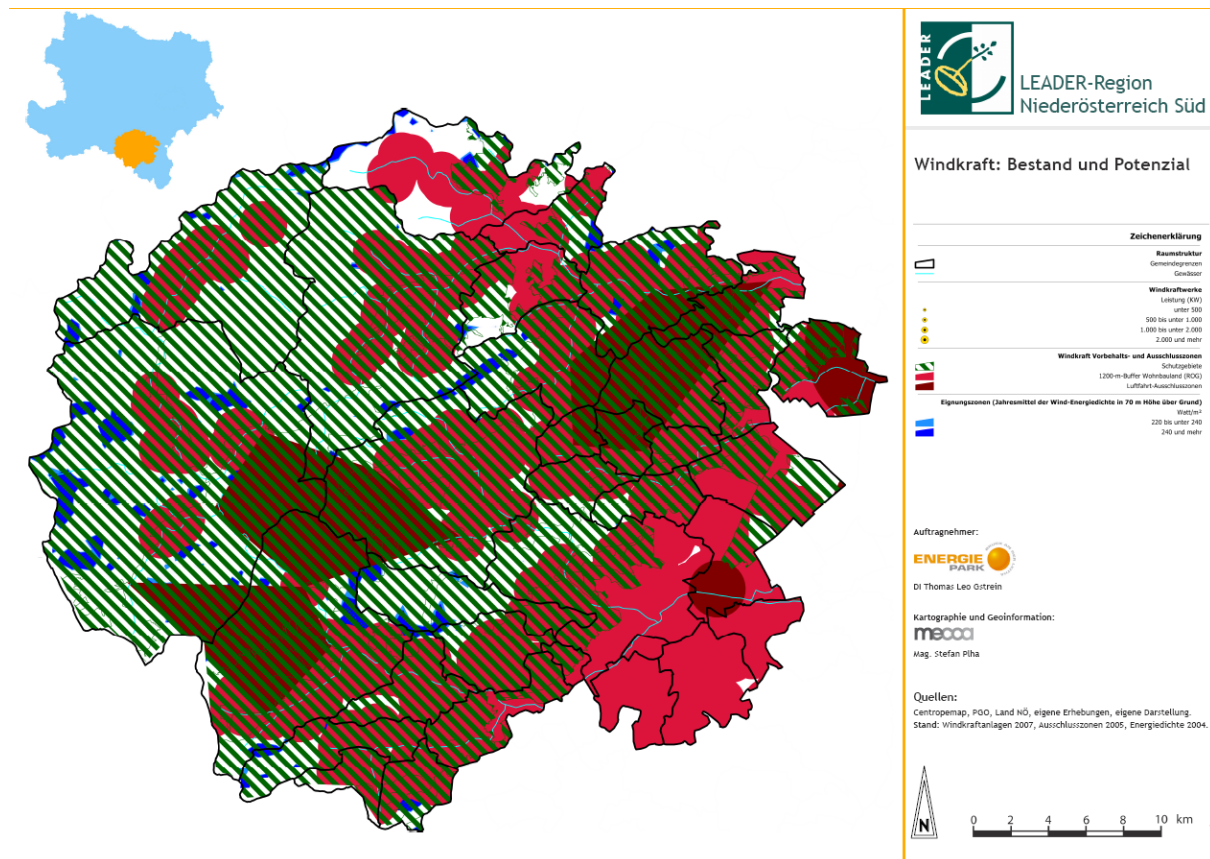 LEADER
LEADER-Region
Niederösterreich Süd
Windkraft: Bestand und Potenzial
Zeichenerklärung
Raumstruktur
Gemeindegrenzen
Gewässer
Windkraftwerke
Leistung (KW)
unter 500
500 bis unter 1.000
1.000 bis unter 2.000
2.000 und mehr
Windkraft Vorbehalts- und Ausschlusszonen
Schutzgebiete
1200-m-Buffer Wohnbauland (ROG)
Luftfahrt-Ausschlusszonen
Eignungszonen (Jahresmittel der Wind-Energiedichte in 70 m Höhe über Grund)
Watt/m²
220 bis unter 240
240 und mehr
Auftragnehmer:
ENERGIE
PARK
DI Thomas Leo Gstrein
Kartographie und Geoinformation:
mecca
Mag. Stefan Plha
Quellen:
Centropemap, PGO, Land NÖ, eigene Erhebungen, eigene Darstellung.
Stand: Windkraftanlagen 2007, Ausschlusszonen 2005, Energiedichte 2004.
N
0 2 4 6 8 10 km